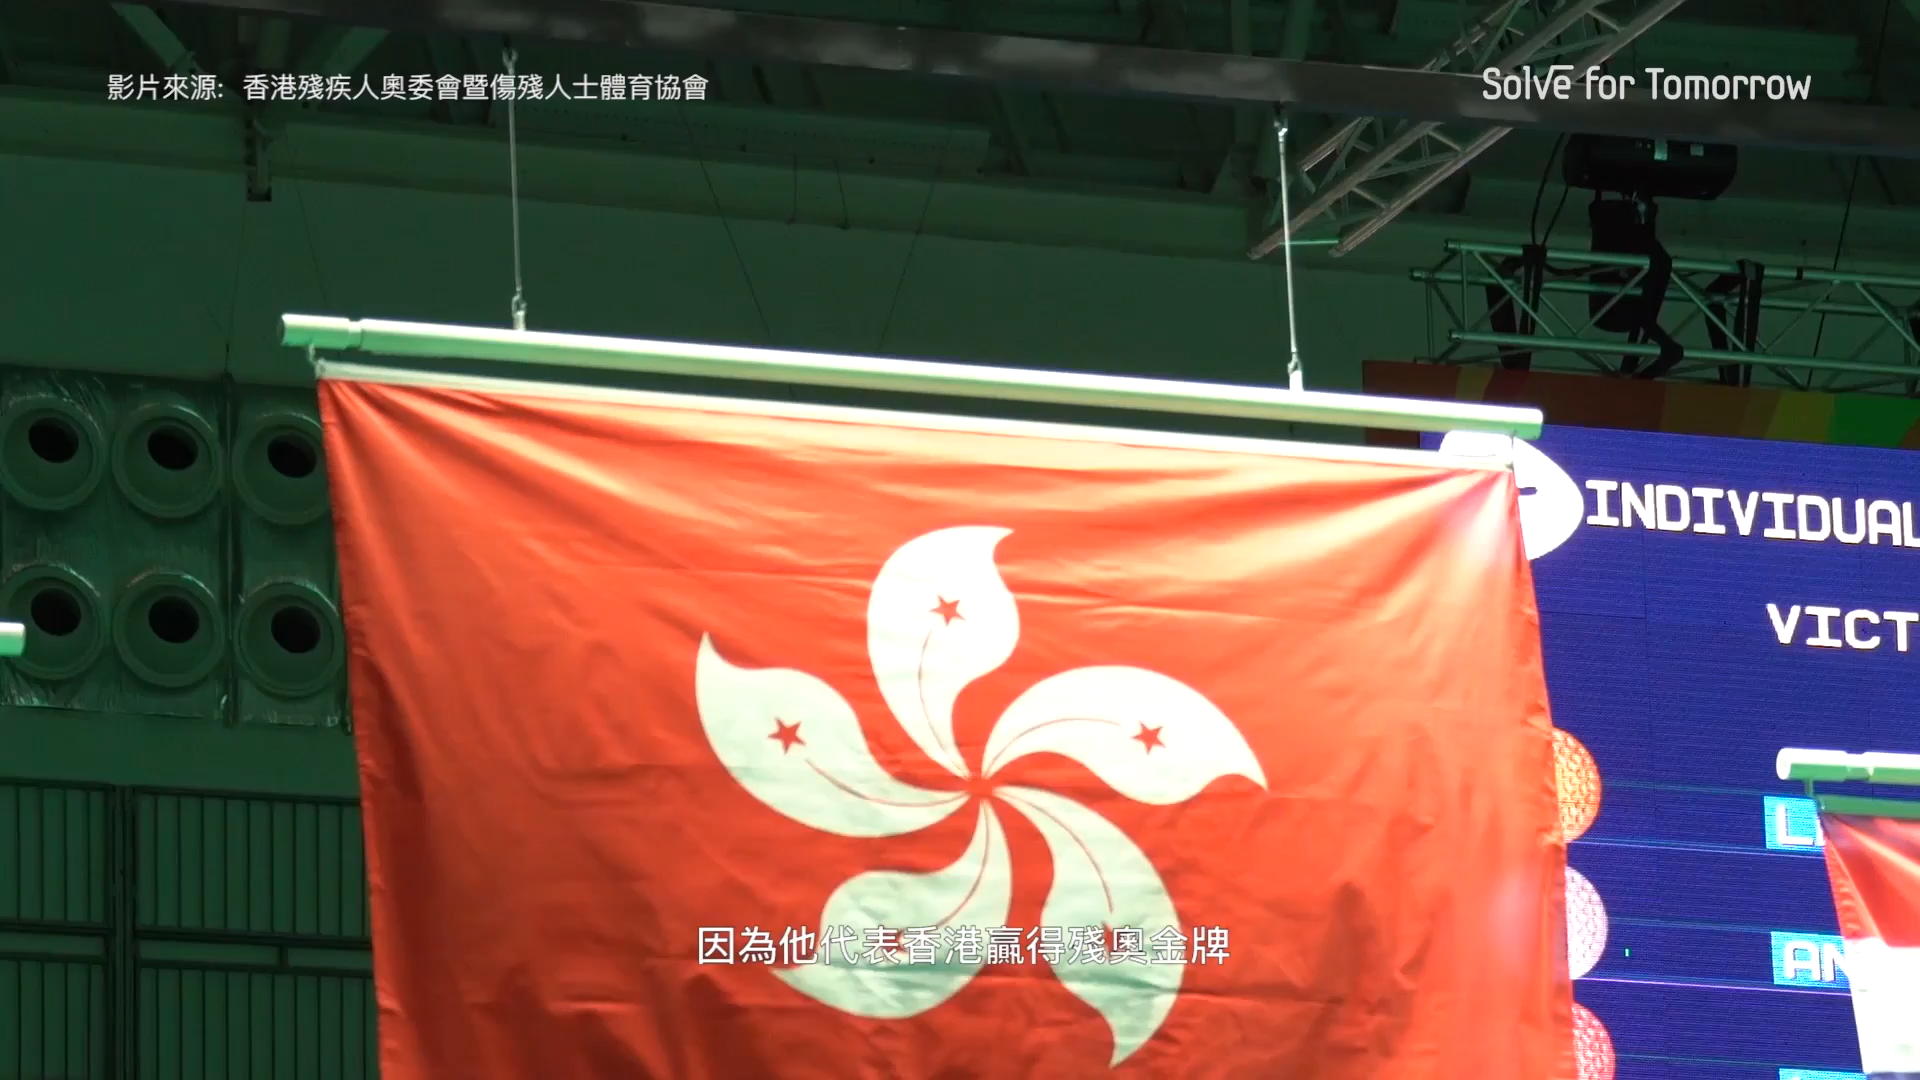 影片來源: 香港殘疾人奧委會暨傷殘人士體育協會
Solve for Tomorrow
INDIVIDUAL
VICT
L
AN
因為他代表香港贏得殘奧金牌